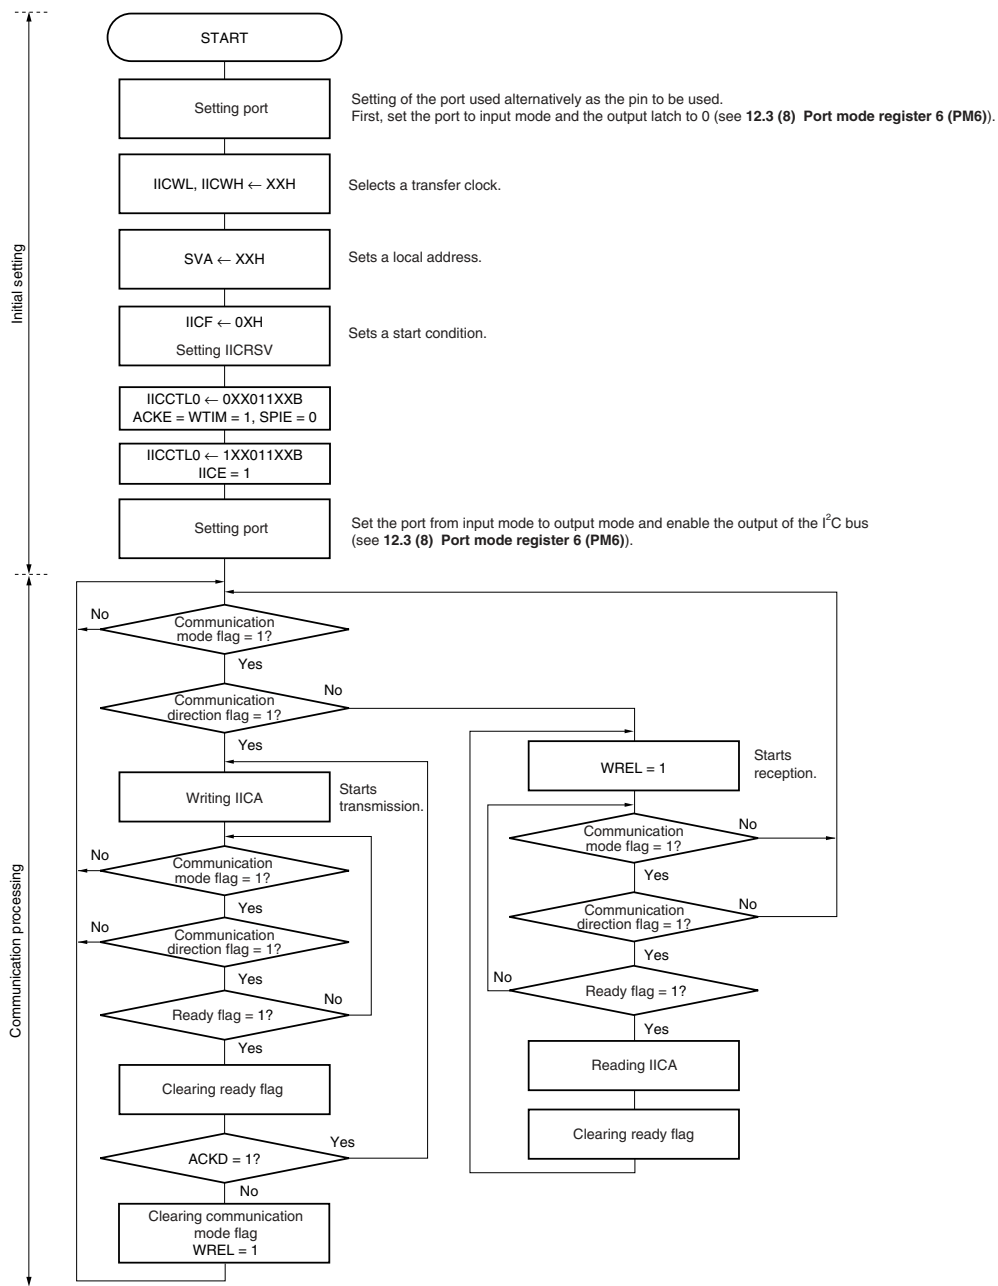 START
Setting port
Setting of the port used alternatively as the pin to be used.
First, set the port to input mode and the output latch to 0 (see 12.3 (8) Port mode register 6 (PM6)).
IICWL, IICWH ← XXH
Selects a transfer clock.
SVA ← XXH
Sets a local address.
Initial setting
IICF ← 0XH
Setting IICRSV
Sets a start condition.
IICCTL0 ← 0XX011XXB
ACKE = WTIM = 1, SPIE = 0
IICCTL0 ← 1XX011XXB
IICE = 1
Setting port
Set the port from input mode to output mode and enable the output of the I²C bus
(see 12.3 (8) Port mode register 6 (PM6)).
Communication processing
No
Communication
mode flag = 1?
Yes
Communication
direction flag = 1?
No
Yes
Writing IICA
Starts
transmission.
No
Communication
mode flag = 1?
Yes
No
Communication
direction flag = 1?
Yes
Ready flag = 1?
No
Yes
Clearing ready flag
ACKD = 1?
Yes
No
Clearing communication
mode flag
WREL = 1
WREL = 1
Starts
reception.
Communication
mode flag = 1?
No
Yes
Communication
direction flag = 1?
No
Yes
No
Ready flag = 1?
Yes
Reading IICA
Clearing ready flag